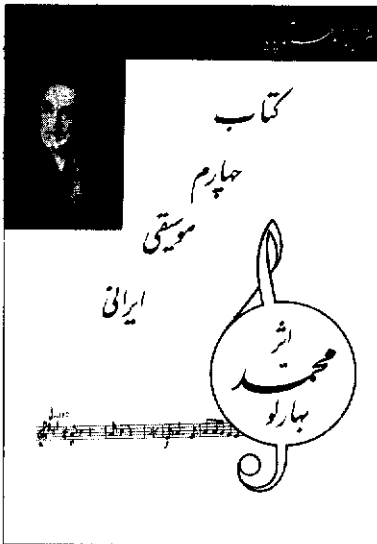 کتاب
چهارم
موسیقی
ایرانی
اثر
محمد
بهارلو